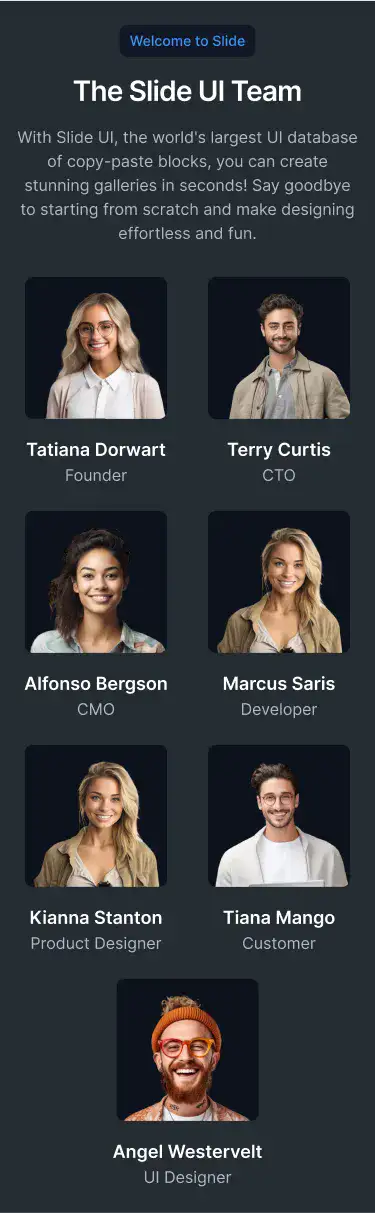 Welcome to Slide
The Slide UI Team
With Slide UI, the world's largest UI database
of copy-paste blocks, you can create
stunning galleries in seconds! Say goodbye
to starting from scratch and make designing
effortless and fun.
Tatiana Dorwart
Founder
Terry Curtis
CTO
Alfonso Bergson
CMO
Marcus Saris
Developer
Kianna Stanton
Product Designer
Tiana Mango
Customer
Angel Westervelt
UI Designer